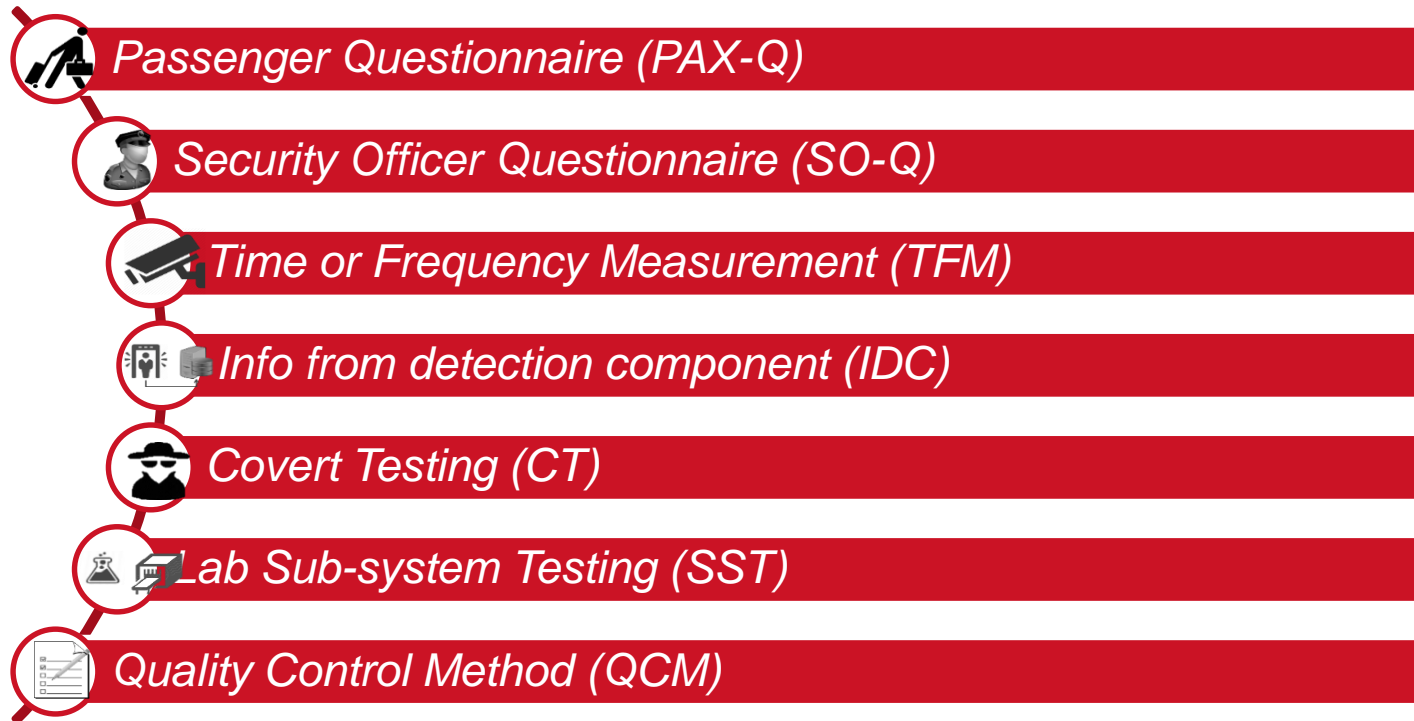 Passenger Questionnaire (PAX-Q)
Security Officer Questionnaire (SO-Q)
Time or Frequency Measurement (TFM)
Info from detection component (IDC)
Covert Testing (CT)
Lab Sub-system Testing (SST)
Quality Control Method (QCM)